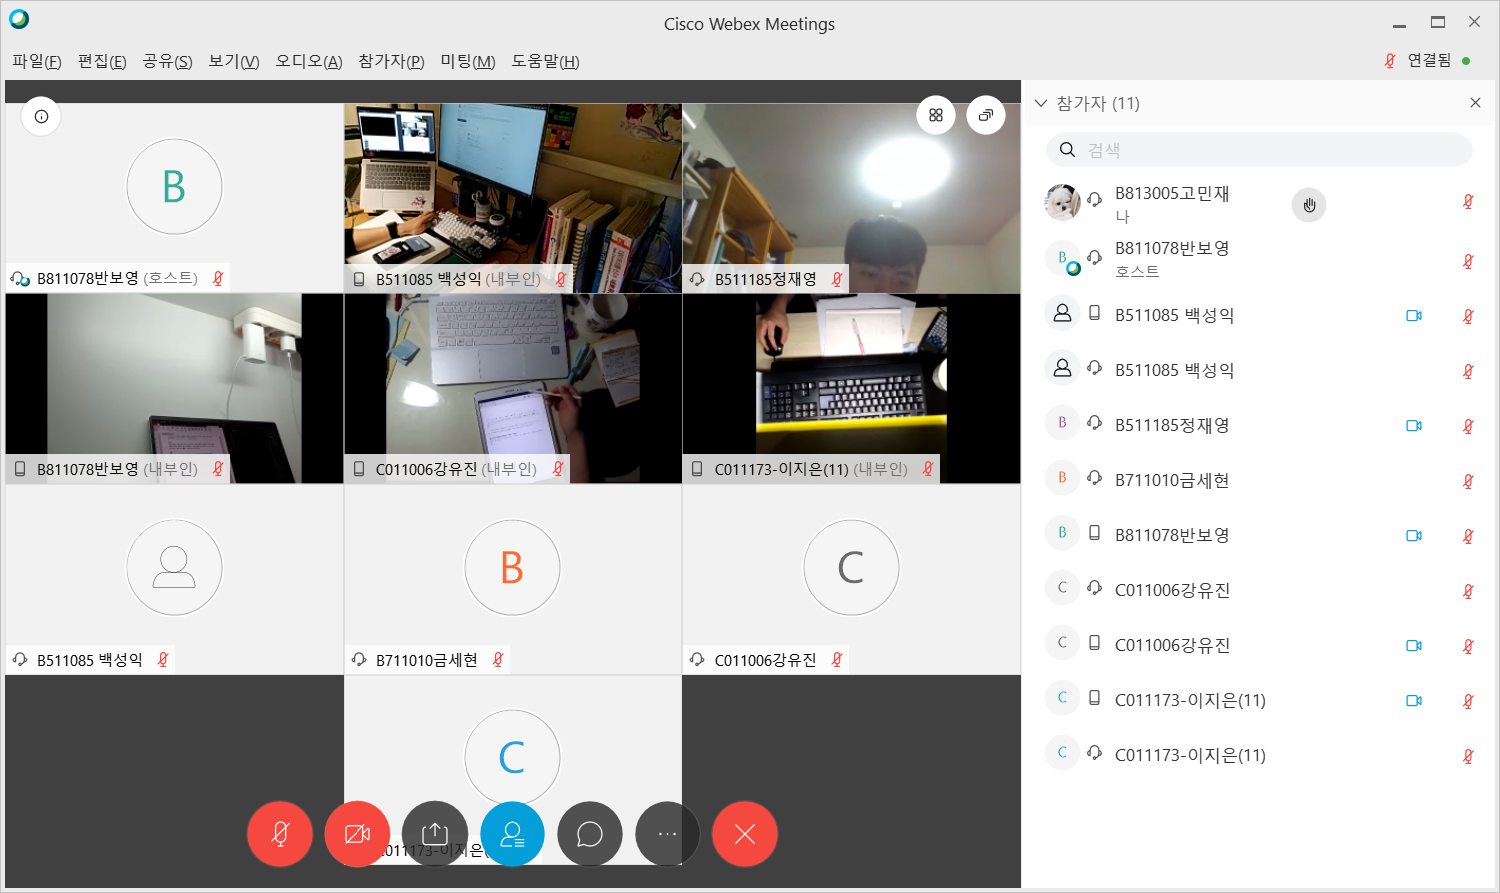 Cisco Webex Meetings
파일(F) 편집(E) 공유(S) 보기(V) 오디오(A) 참가자(P) 미팅(M) 도움말(H)
연결됨
참가자 (11)
검색
B
B811078반보영 (호스트)
B511085 백성익 (내부인)
B511185정재영
B811078반보영 (내부인)
C011006강유진 (내부인)
C011173-이지은(11) (내부인)
B511085 백성익
B
B711010금세현
C
C011006강유진
C
C011173-이지은(
B813005고민재
나
B
B811078반보영
호스트
B511085 백성익
B511085 백성익
B
B511185정재영
B
B711010금세현
B
B811078반보영
C
C011006강유진
C
C011006강유진
C
C011173-이지은(11)
C
C011173-이지은(11)